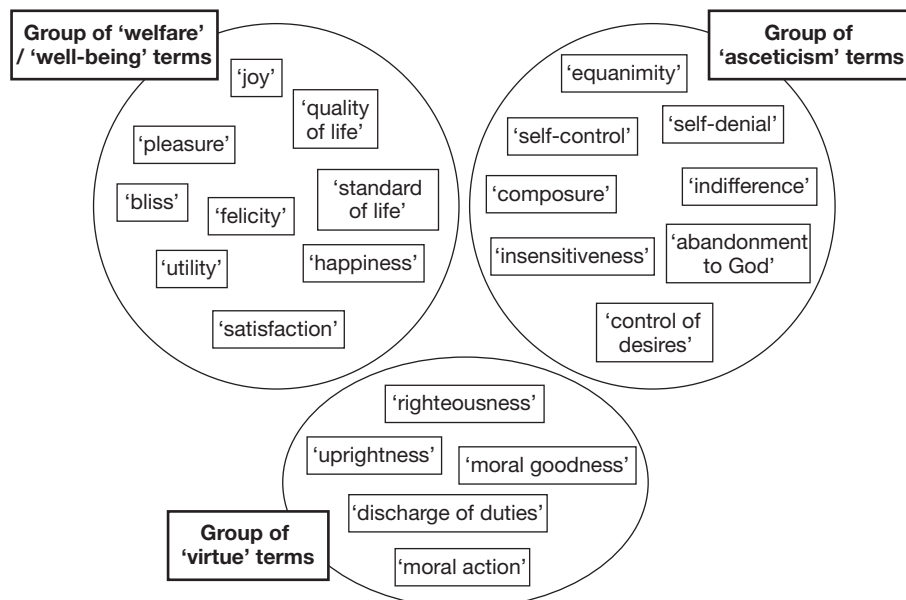 Group of ‘welfare’
/ ‘well-being’ terms
‘joy’
‘quality
of life’
‘pleasure’
‘bliss’
‘felicity’
‘standard
of life’
‘utility’
‘happiness’
‘satisfaction’
Group of
‘asceticism’ terms
‘equanimity’
‘self-control’
‘self-denial’
‘composure’
‘indifference’
‘insensitiveness’
‘abandonment
to God’
‘control of
desires’
‘righteousness’
‘uprightness’
‘moral goodness’
‘discharge of duties’
Group of
‘virtue’ terms
‘moral action’